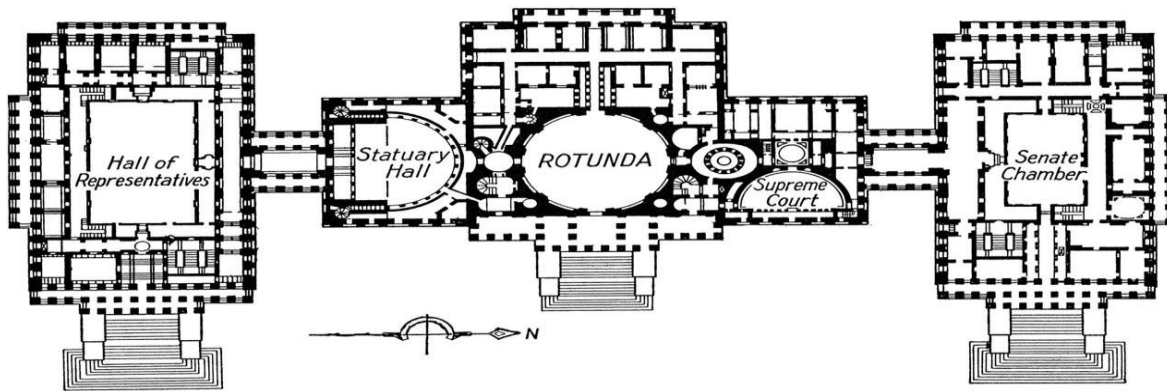 Hall of
Representatives
Statuary
Hall
ROTUNDA
Supreme
Court
Senate
Chamber
N